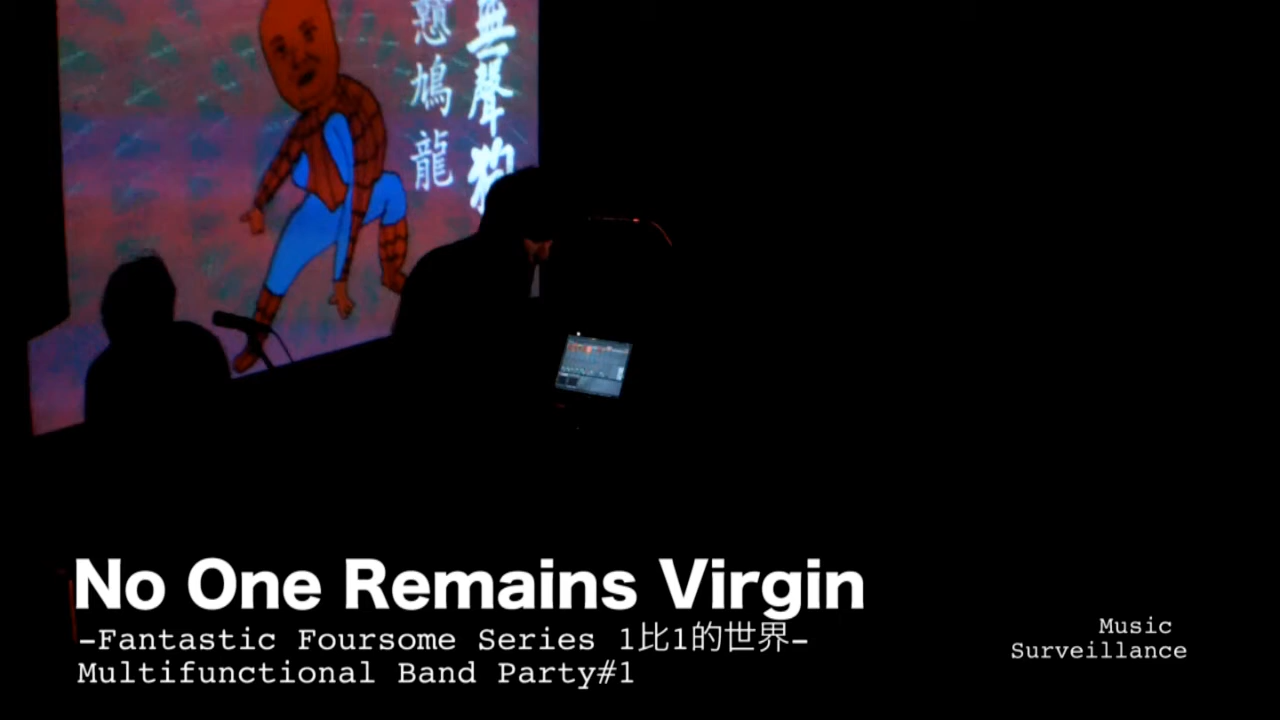 無聲狗
鳩龍
No One Remains Virgin
-Fantastic Foursome Series 1比1的世界-
Multifunctional Band Party#1
Music
Surveillance